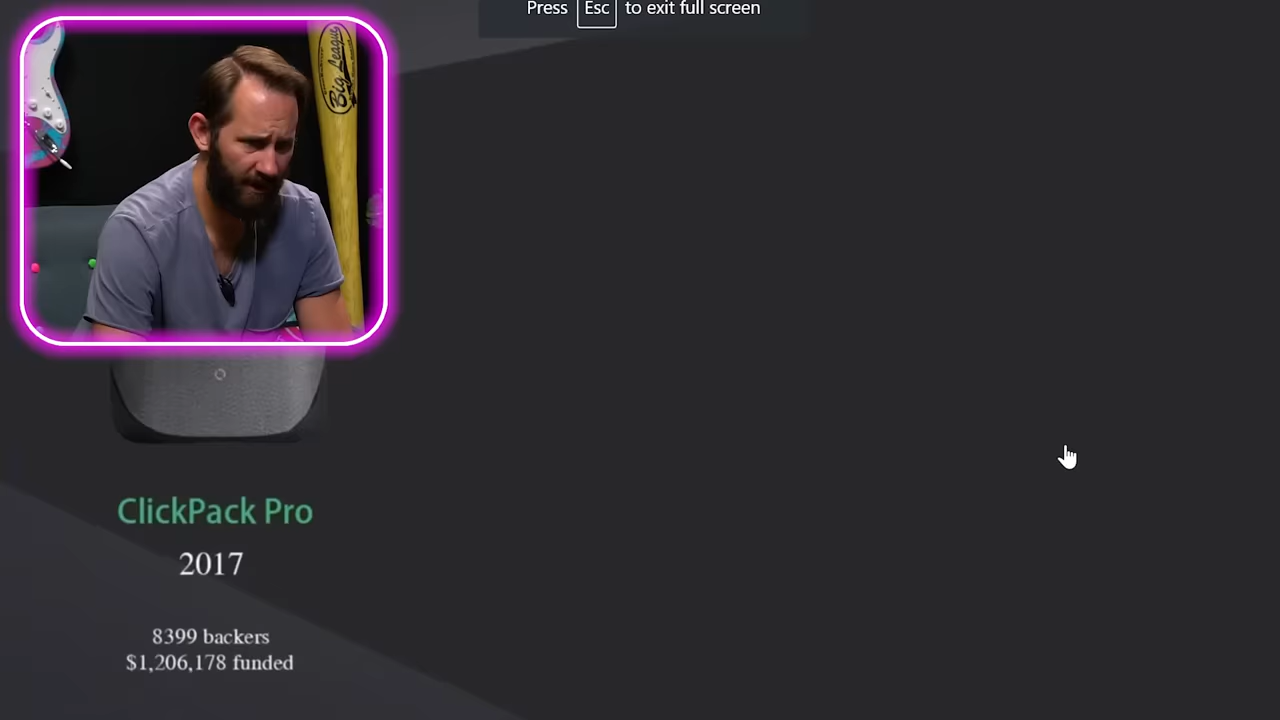 Press Esc to exit full screen
Big League
ClickPack Pro
2017
8399 backers
$1,206,178 funded